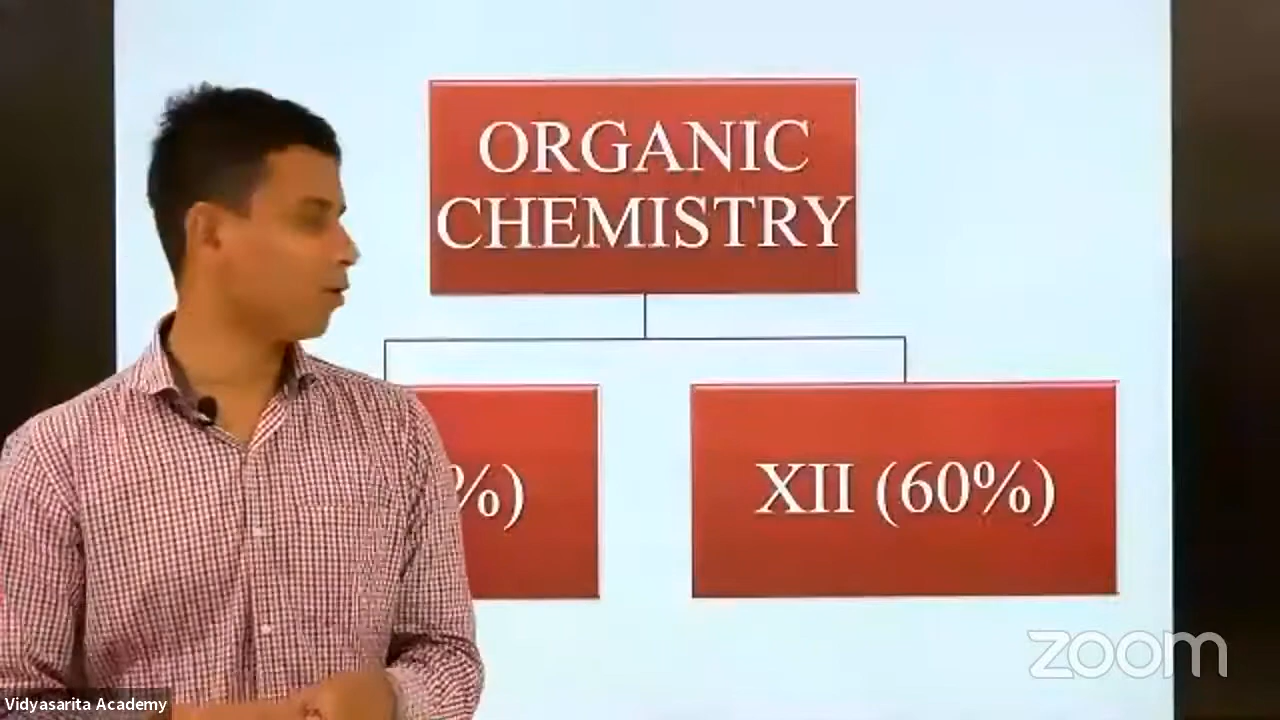 ORGANIC
CHEMISTRY
%)
XII (60%)
zoom
Vidyasarita Academy